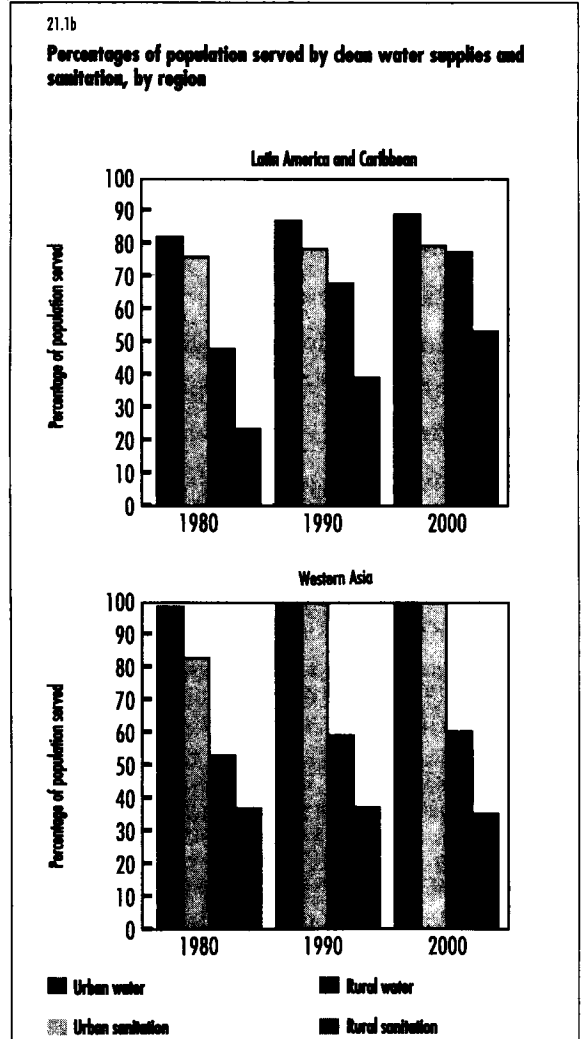 21.1b
Percentages of population served by clean water supplies and
sanitation, by region
Latin America and Caribbean
Percentage of population served
100
90
80
70
60
50
40
30
20
10
0
1980 1990 2000
Western Asia
Percentage of population served
100
90
80
70
60
50
40
30
20
10
0
1980 1990 2000
Urban water Rural water
Urban sanitation Rural sanitation